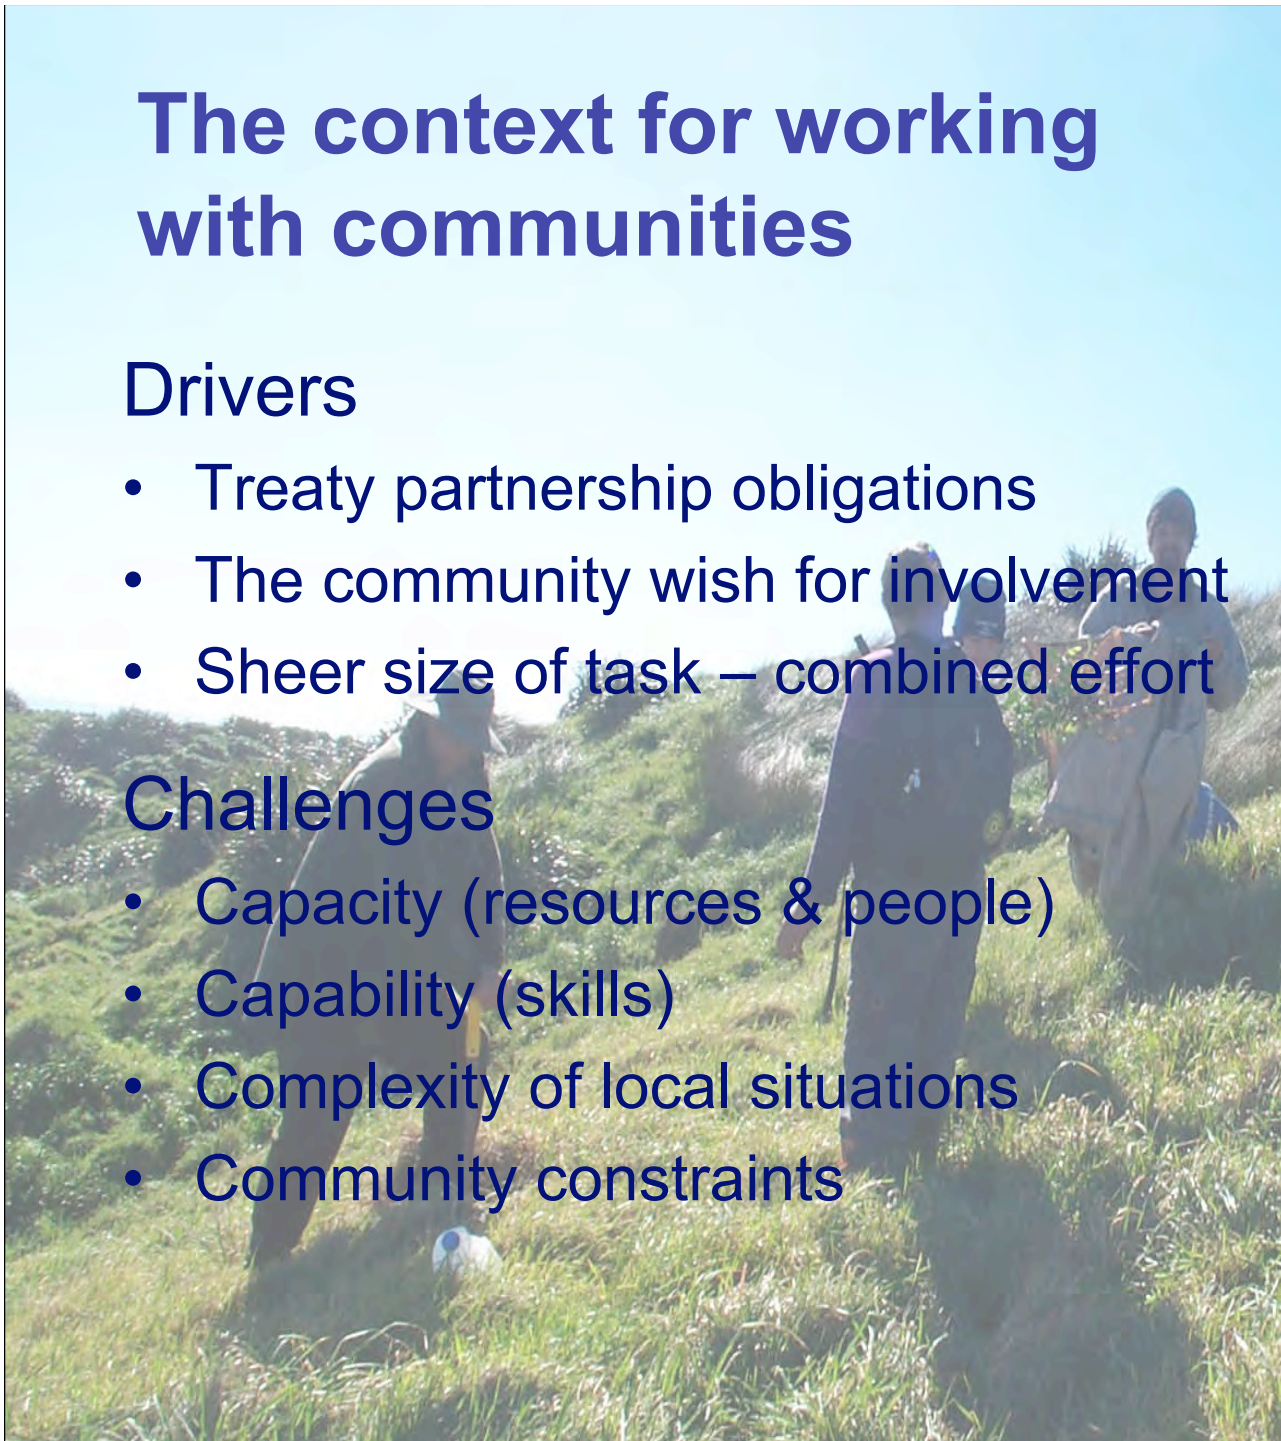 The context for working
with communities
Drivers
• Treaty partnership obligations
• The community wish for involvement
• Sheer size of task – combined effort
Challenges
• Capacity (resources & people)
• Capability (skills)
• Complexity of local situations
• Community constraints